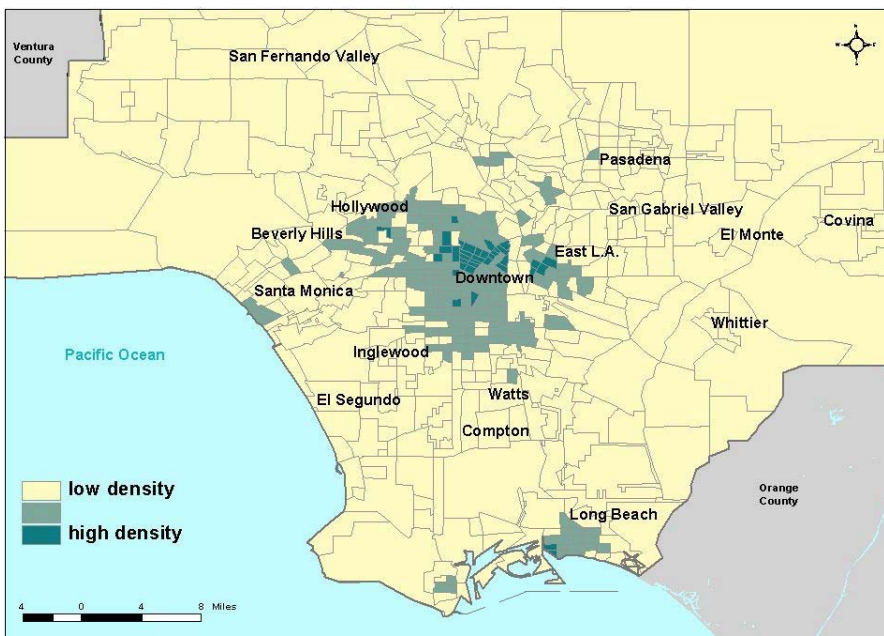 Ventura
County
San Fernando Valley
N
W E
S
Pasadena
Hollywood
San Gabriel Valley
Beverly Hills
El Monte
Covina
East L.A.
Downtown
Santa Monica
Whittier
Pacific Ocean
Inglewood
El Segundo
Watts
Compton
low density
high density
Orange
County
Long Beach
4 0 4 8 Miles